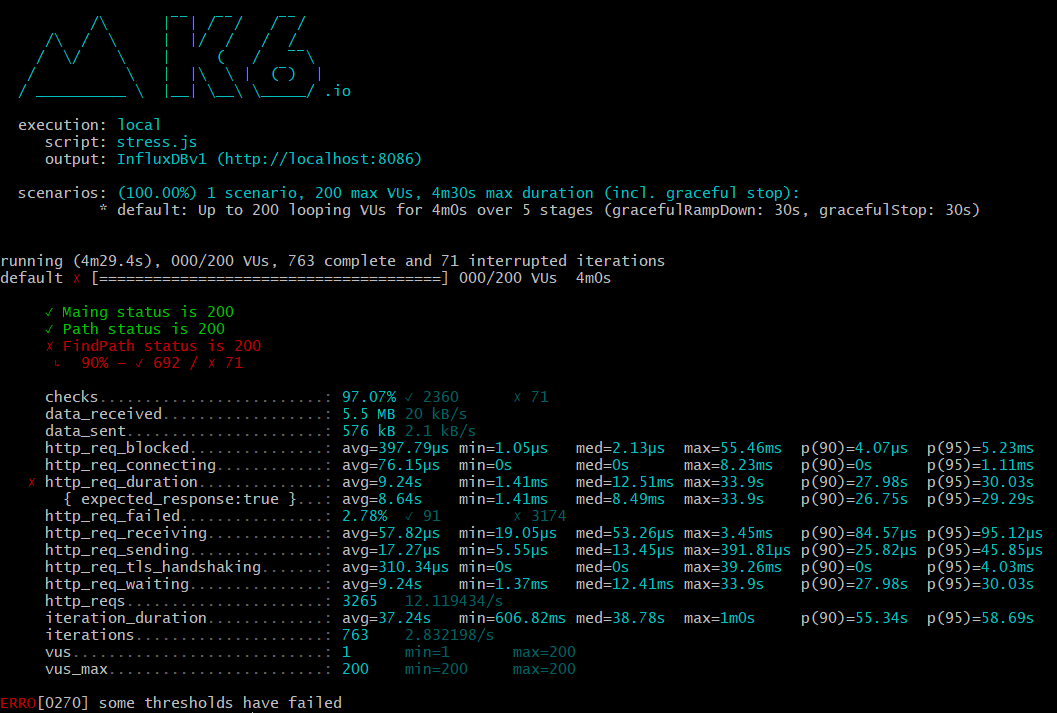 /\      |‾‾| /‾‾/   /‾‾/
     /\  /  \     |  |/  /   /  /
    /  \/    \    |     (   /   ‾‾\
   /          \   |  |\  \ |  (‾)  |
  / __________ \  |__| \__\ \_____/ .io
execution: local
script: stress.js
output: InfluxDBv1 (http://localhost:8086)
scenarios: (100.00%) 1 scenario, 200 max VUs, 4m30s max duration (incl. graceful stop):
* default: Up to 200 looping VUs for 4m0s over 5 stages (gracefulRampDown: 30s, gracefulStop: 30s)
running (4m29.4s), 000/200 VUs, 763 complete and 71 interrupted iterations
default ✗ [======================================] 000/200 VUs  4m0s
✓ Maing status is 200
✓ Path status is 200
✗ FindPath status is 200
↳  90% — ✓ 692 / ✗ 71
checks.........................: 97.07% ✓ 2360      ✗ 71
data_received..................: 5.5 MB 20 kB/s
data_sent......................: 576 kB 2.1 kB/s
http_req_blocked...............: avg=397.79µs min=1.05µs   med=2.13µs  max=55.46ms  p(90)=4.07µs  p(95)=5.23ms
http_req_connecting............: avg=76.15µs  min=0s       med=0s      max=8.23ms   p(90)=0s      p(95)=1.11ms
✗ http_req_duration..............: avg=9.24s    min=1.41ms   med=12.51ms max=33.9s    p(90)=27.98s  p(95)=30.03s
{ expected_response:true }...: avg=8.64s    min=1.41ms   med=8.49ms  max=33.9s    p(90)=26.75s  p(95)=29.29s
http_req_failed................: 2.78%  ✓ 91        ✗ 3174
http_req_receiving.............: avg=57.82µs  min=19.05µs  med=53.26µs max=3.45ms   p(90)=84.57µs p(95)=95.12µs
http_req_sending...............: avg=17.27µs  min=5.55µs   med=13.45µs max=391.81µs p(90)=25.82µs p(95)=45.85µs
http_req_tls_handshaking.......: avg=310.34µs min=0s       med=0s      max=39.26ms  p(90)=0s      p(95)=4.03ms
http_req_waiting...............: avg=9.24s    min=1.37ms   med=12.41ms max=33.9s    p(90)=27.98s  p(95)=30.03s
http_reqs......................: 3265   12.119434/s
iteration_duration.............: avg=37.24s   min=606.82ms med=38.78s  max=1m0s     p(90)=55.34s  p(95)=58.69s
iterations.....................: 763    2.832198/s
vus............................: 1      min=1       max=200
vus_max........................: 200    min=200     max=200
ERRO[0270] some thresholds have failed